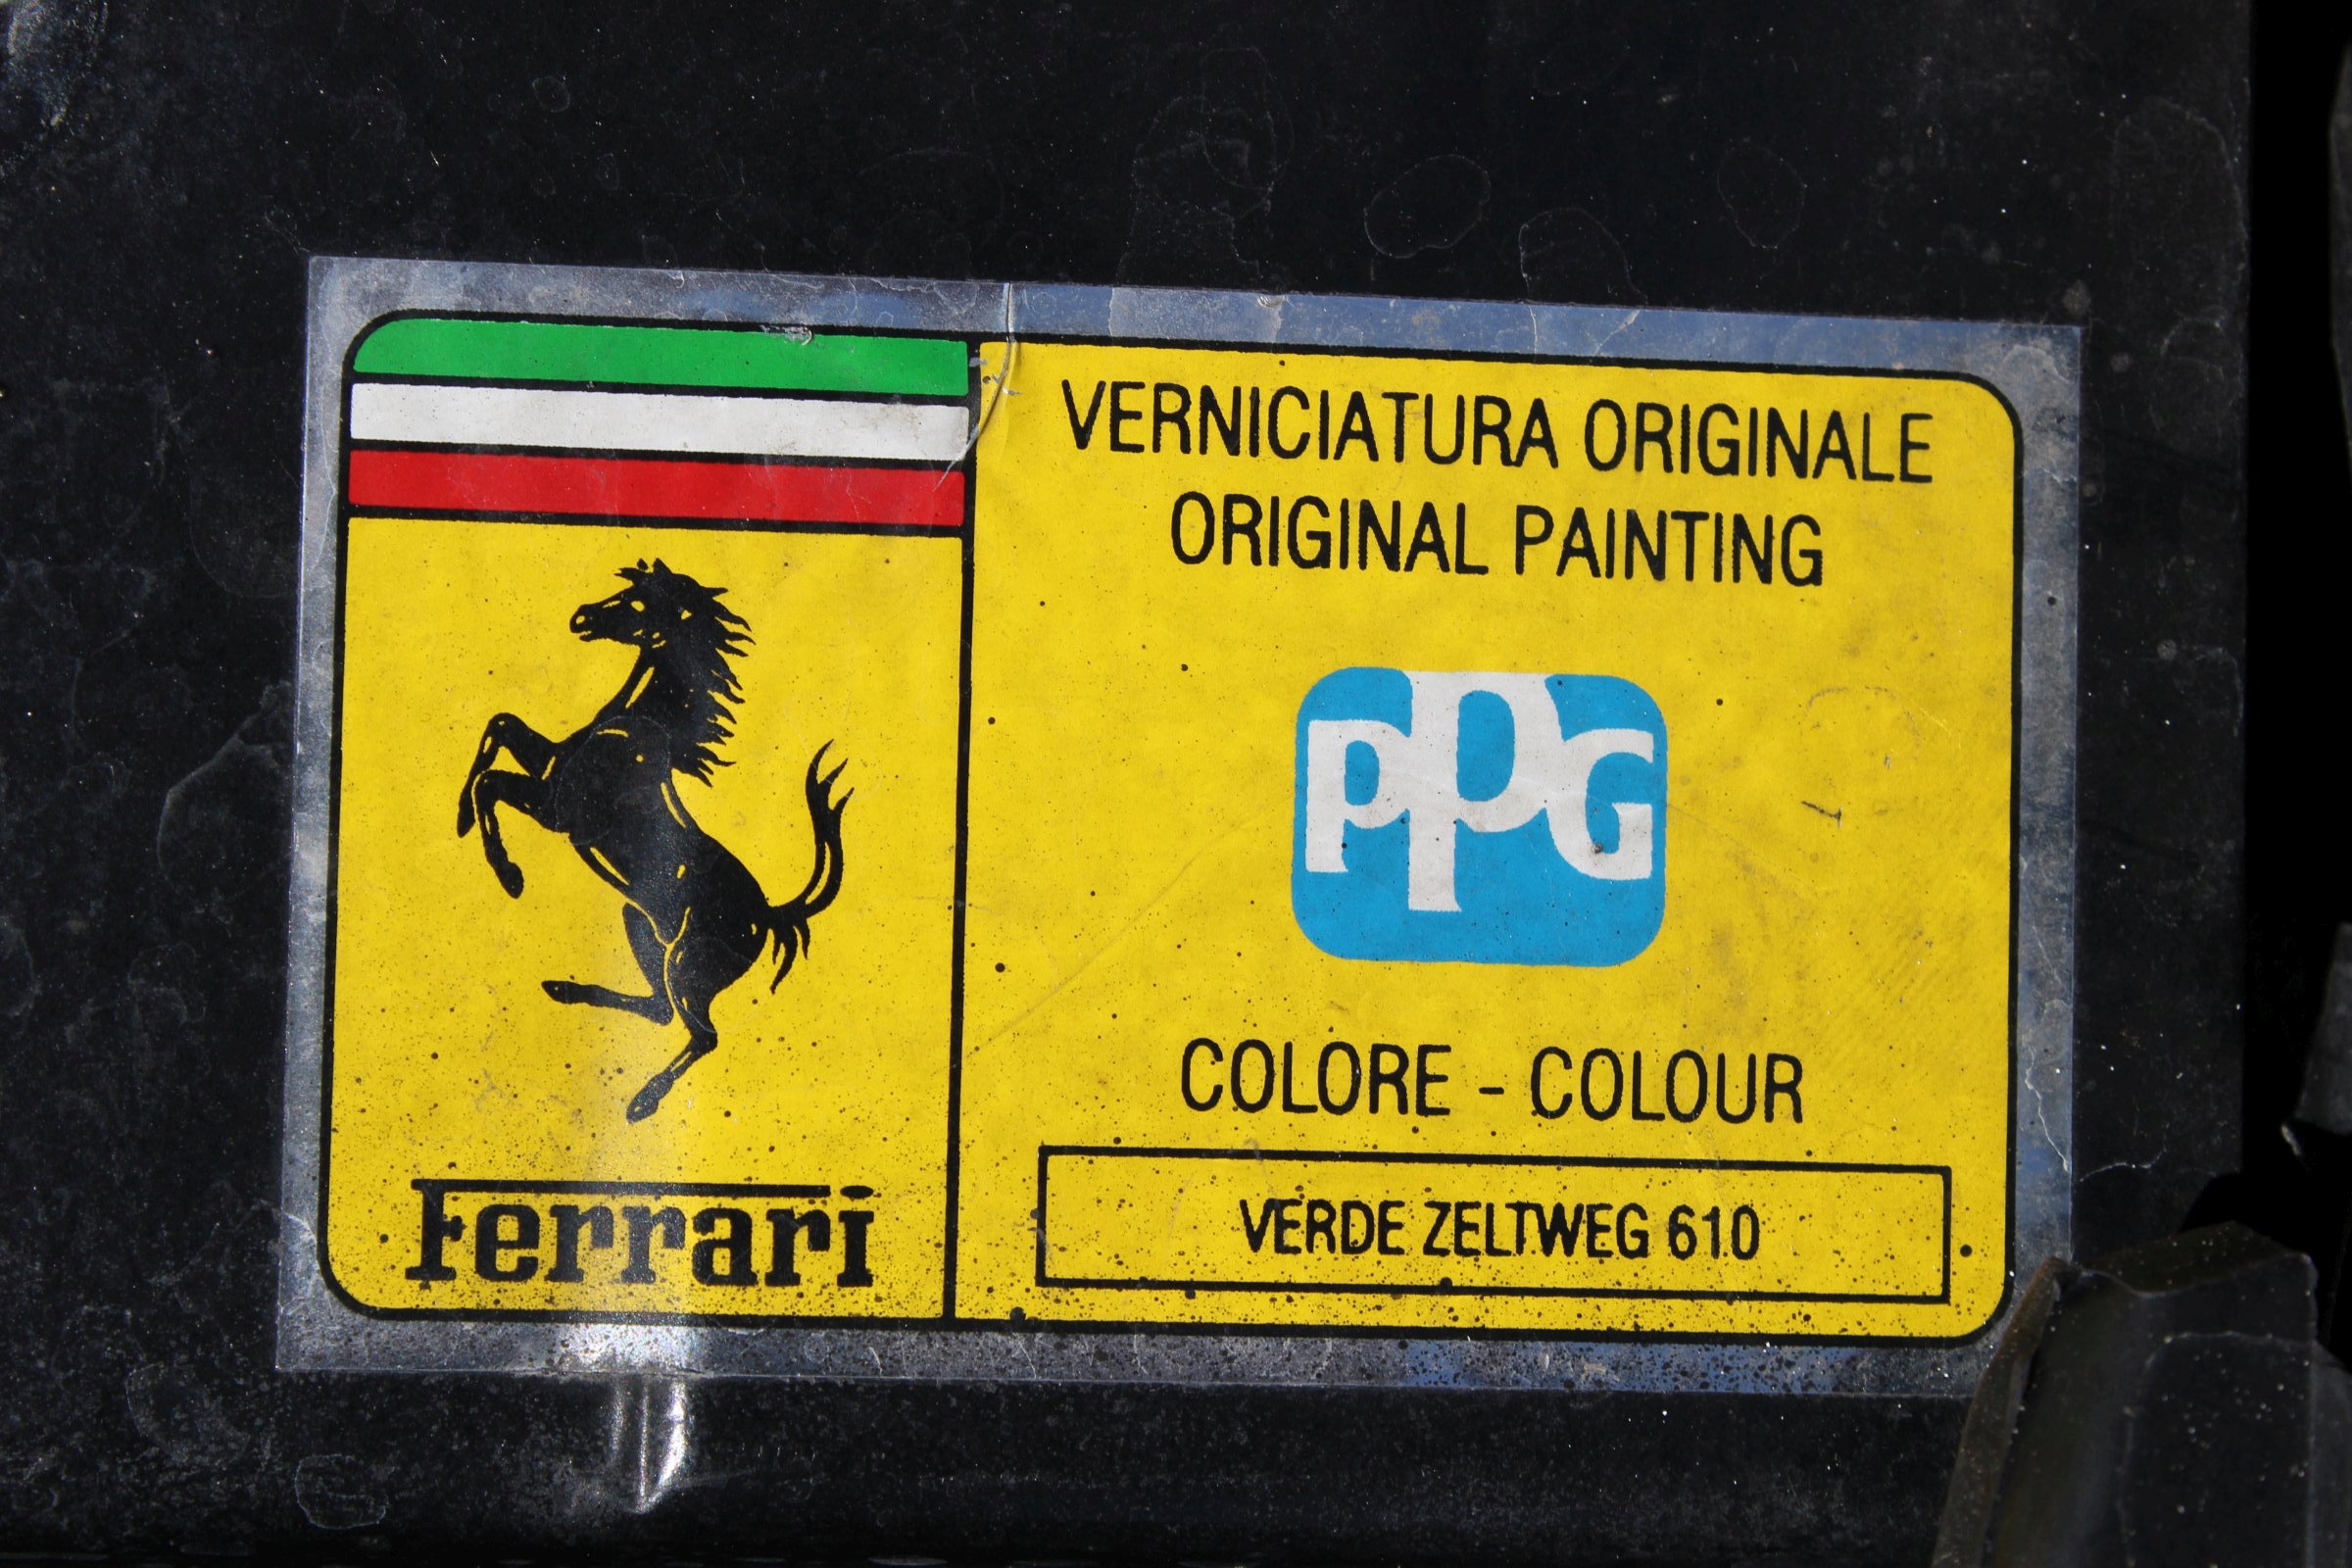 VERNICIATURA ORIGINALE
ORIGINAL PAINTING
PPG
COLORE - COLOUR
VERDE ZELTWEG 610
Ferrari